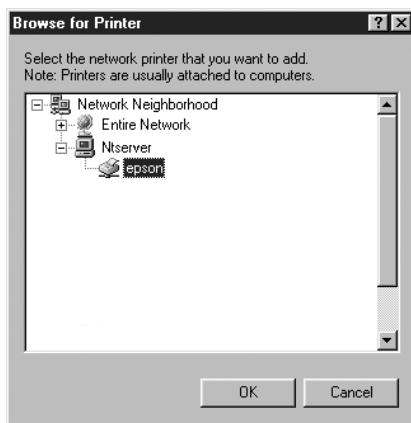 Browse for Printer
Select the network printer that you want to add.
Note: Printers are usually attached to computers.
Network Neighborhood
Entire Network
Ntserver
epson
OK Cancel